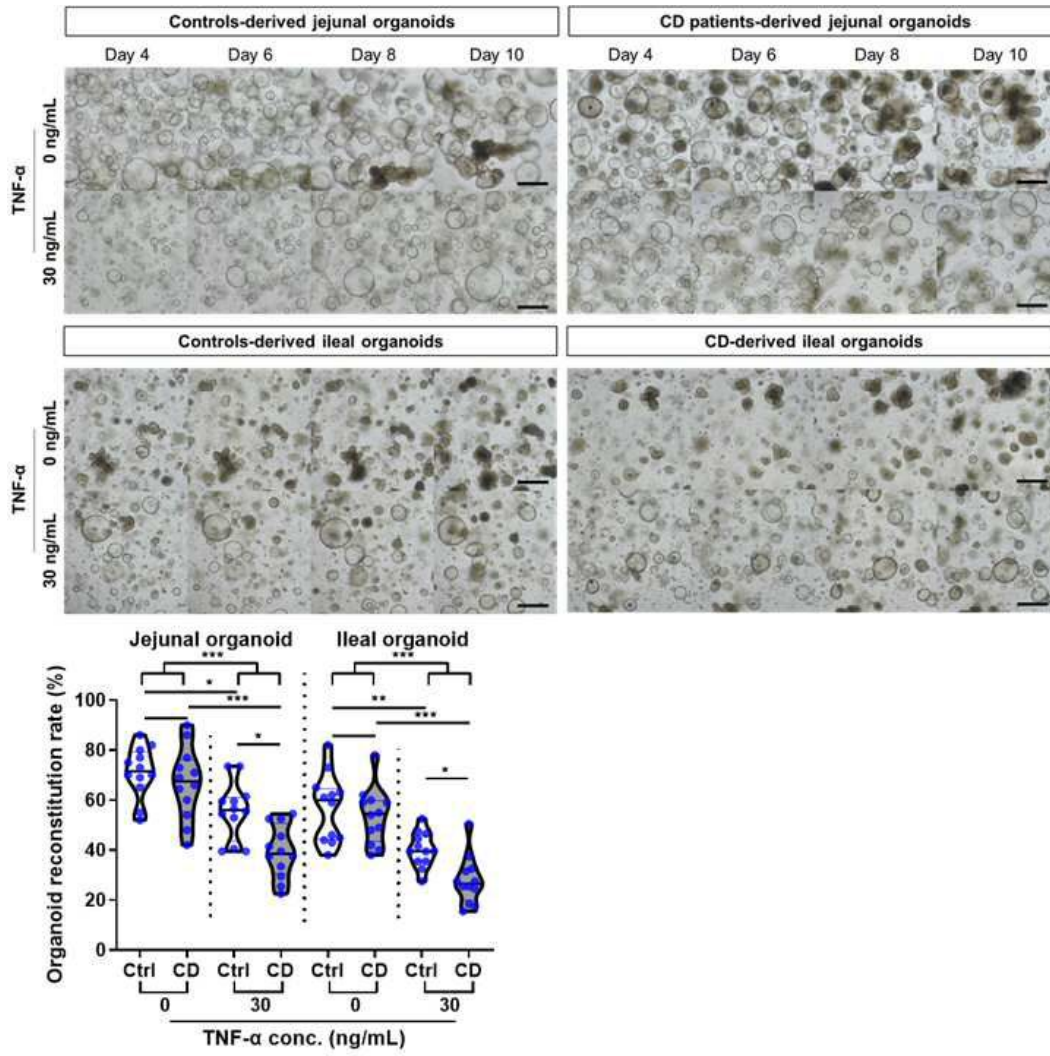 Controls-derived jejunal organoids CD patients-derived jejunal organoids
Day 4 Day 6 Day 8 Day 10 Day 4 Day 6 Day 8 Day 10
TNF-α
0 ng/mL
30 ng/mL
Controls-derived ileal organoids CD-derived ileal organoids
TNF-α
0 ng/mL
30 ng/mL
Jejunal organoid Ileal organoid
*** ***
* **
*** ***
* *
Organoid reconstitution rate (%)
100
80
60
40
20
0
Ctrl CD Ctrl CD Ctrl CD Ctrl CD
0 30 0 30
TNF-α conc. (ng/mL)